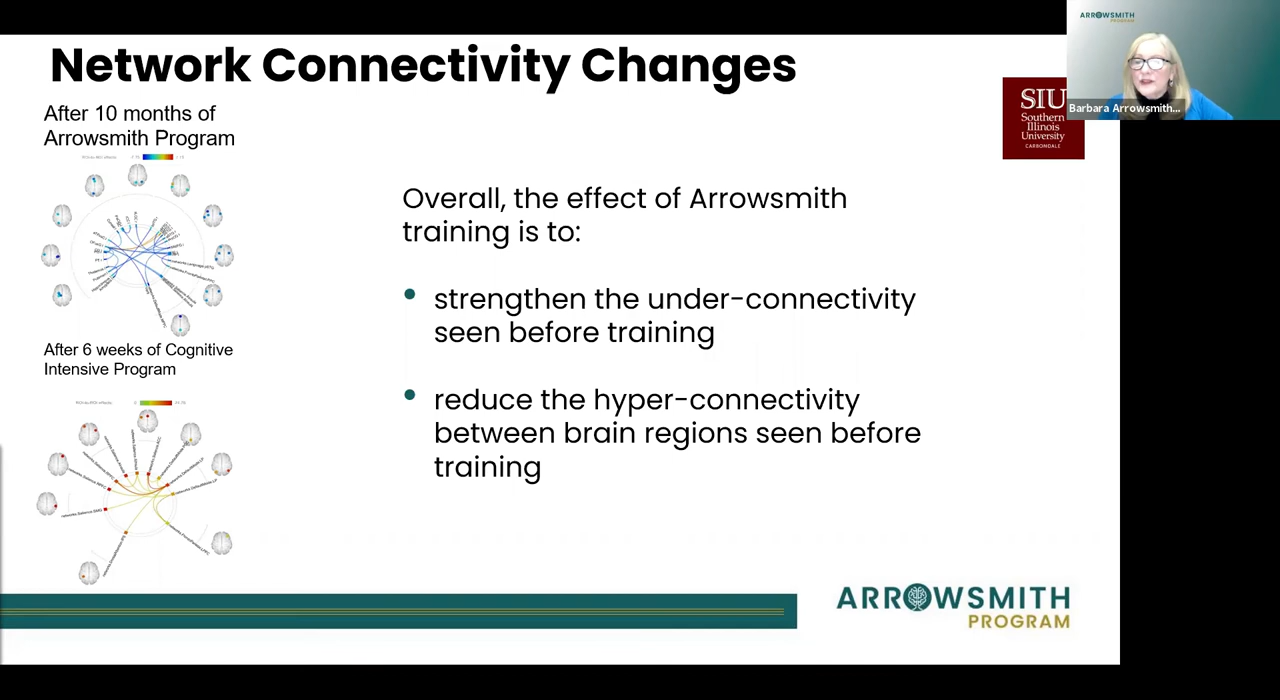 Network Connectivity Changes
After 10 months of
Arrowsmith Program
After 6 weeks of Cognitive
Intensive Program
Overall, the effect of Arrowsmith
training is to:
• strengthen the under-connectivity
seen before training
• reduce the hyper-connectivity
between brain regions seen before
training
SIU
Southern
Illinois
University
CARBONDALE
ARROWSMITH
PROGRAM
ARROWSMITH
PROGRAM
Barbara Arrowsmith...